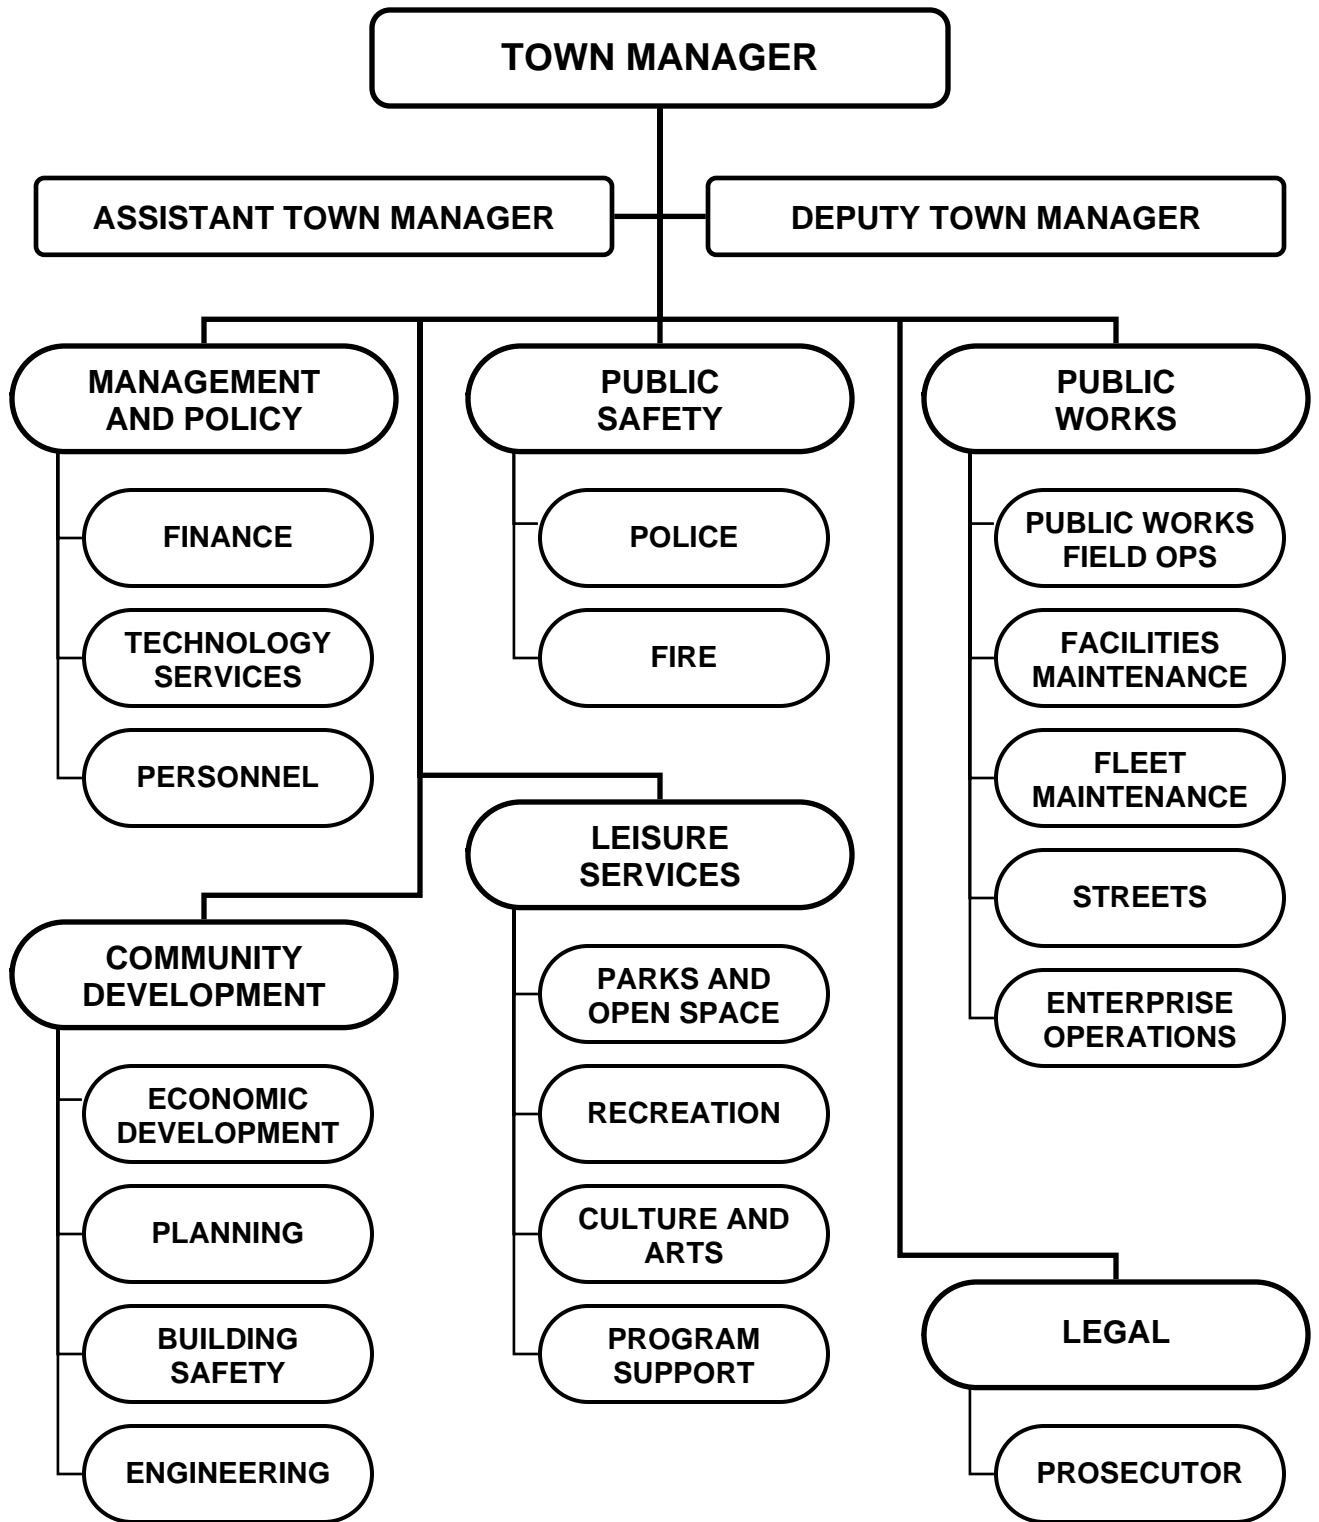 TOWN MANAGER
ASSISTANT TOWN MANAGER
DEPUTY TOWN MANAGER
MANAGEMENT
AND POLICY
FINANCE
TECHNOLOGY
SERVICES
PERSONNEL
PUBLIC
SAFETY
POLICE
FIRE
PUBLIC
WORKS
PUBLIC WORKS
FIELD OPS
FACILITIES
MAINTENANCE
FLEET
MAINTENANCE
STREETS
ENTERPRISE
OPERATIONS
COMMUNITY
DEVELOPMENT
ECONOMIC
DEVELOPMENT
PLANNING
BUILDING
SAFETY
ENGINEERING
LEISURE
SERVICES
PARKS AND
OPEN SPACE
RECREATION
CULTURE AND
ARTS
PROGRAM
SUPPORT
LEGAL
PROSECUTOR